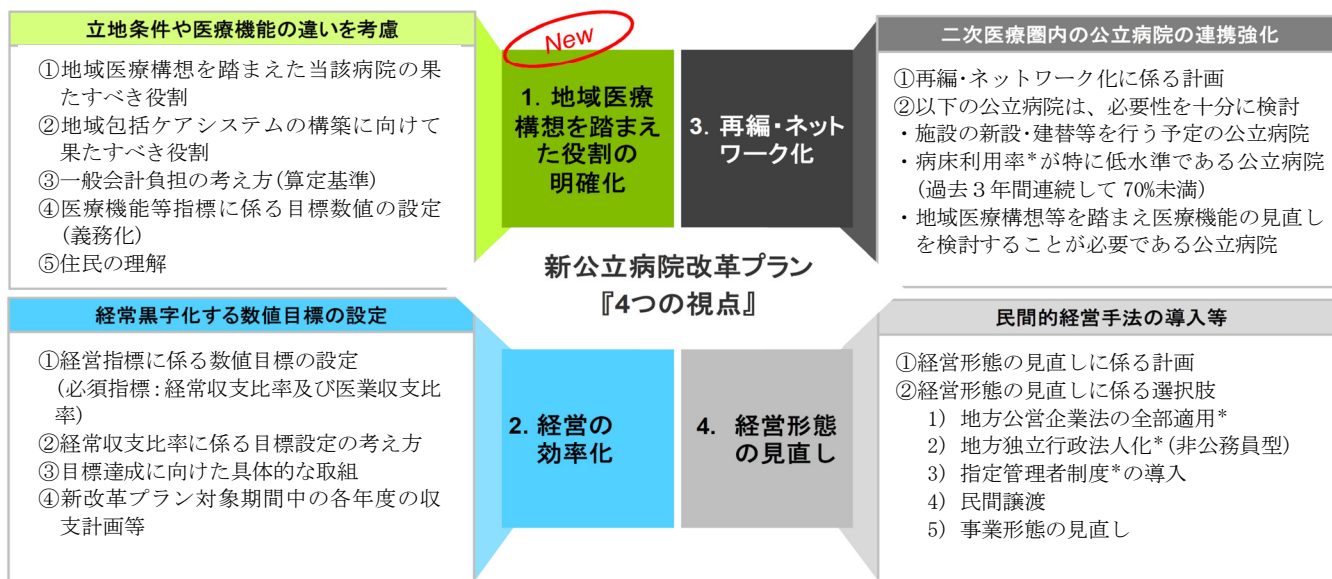 立地条件や医療機能の違いを考慮
①地域医療構想を踏まえた当該病院の果
たすべき役割
②地域包括ケアシステムの構築に向けて
果たすべき役割
③一般会計負担の考え方(算定基準)
④医療機能等指標に係る目標数値の設定
(義務化)
⑤住民の理解
New
1. 地域医療
構想を踏まえ
た役割の
明確化
3. 再編・ネット
ワーク化
二次医療圏内の公立病院の連携強化
①再編・ネットワーク化に係る計画
②以下の公立病院は、必要性を十分に検討
・施設の新設・建替等を行う予定の公立病院
・病床利用率*が特に低水準である公立病院
(過去３年間連続して 70%未満)
・地域医療構想等を踏まえ医療機能の見直し
を検討することが必要である公立病院
新公立病院改革プラン
『4つの視点』
経常黒字化する数値目標の設定
①経営指標に係る数値目標の設定
(必須指標:経常収支比率及び医業収支比
率)
②経常収支比率に係る目標設定の考え方
③目標達成に向けた具体的な取組
④新改革プラン対象期間中の各年度の収
支計画等
2. 経営の
効率化
4. 経営形態
の見直し
民間的経営手法の導入等
①経営形態の見直しに係る計画
②経営形態の見直しに係る選択肢
1) 地方公営企業法の全部適用*
2) 地方独立行政法人化*(非公務員型)
3) 指定管理者制度*の導入
4) 民間譲渡
5) 事業形態の見直し